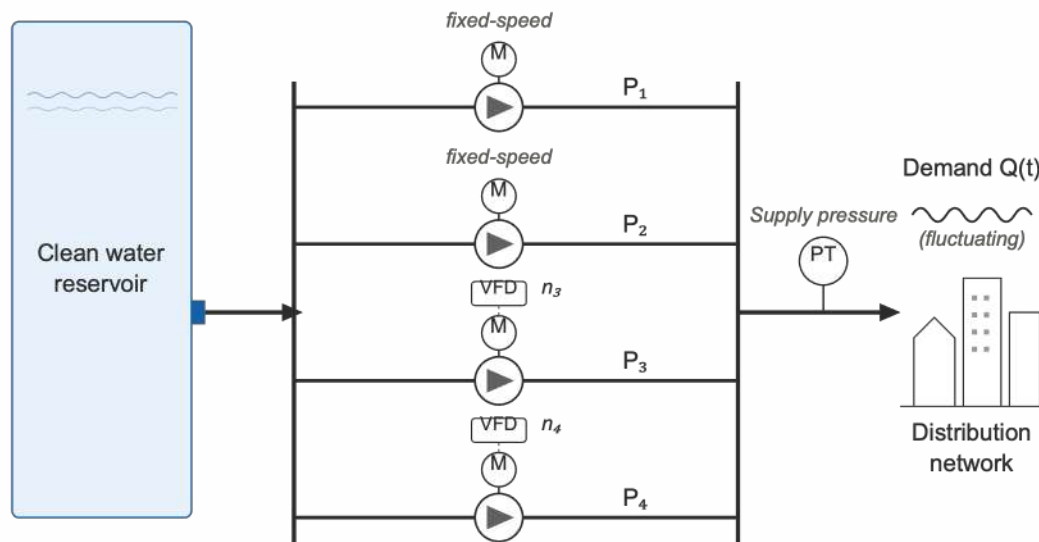 fixed-speed
M
P₁
fixed-speed
M
P₂
Clean water
reservoir
VFD n₃
M
P₃
VFD n₄
M
P₄
Supply pressure
PT
Demand Q(t)
(fluctuating)
Distribution
network